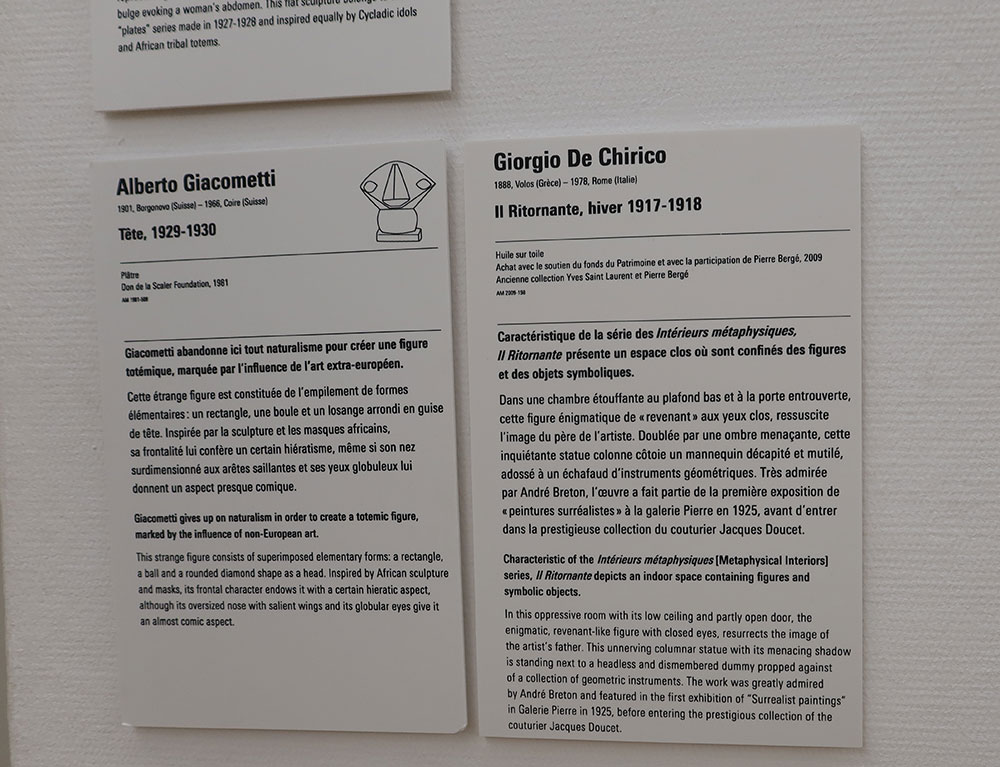 bulge evoking a woman's abdomen. This flat sculpture belongs to
"plates" series made in 1927-1928 and inspired equally by Cycladic idols
and African tribal totems.
Alberto Giacometti
1901, Borgonovo (Suisse) – 1966, Coire (Suisse)
Tête, 1929-1930
Plâtre
Don de la Scaler Foundation, 1981
Giacometti abandonne ici tout naturalisme pour créer une figure
totémique, marquée par l'influence de l'art extra-européen.
Cette étrange figure est constituée de l'empilement de formes
élémentaires : un rectangle, une boule et un losange arrondi en guise
de tête. Inspirée par la sculpture et les masques africains,
sa frontalité lui confère un certain hiératisme, même si son nez
surdimensionné aux arêtes saillantes et ses yeux globuleux lui
donnent un aspect presque comique.
Giacometti gives up on naturalism in order to create a totemic figure,
marked by the influence of non-European art.
This strange figure consists of superimposed elementary forms: a rectangle,
a ball and a rounded diamond shape as a head. Inspired by African sculpture
and masks, its frontal character endows it with a certain hieratic aspect,
although its oversized nose with salient wings and its globular eyes give it
an almost comic aspect.
Giorgio De Chirico
1888, Volos (Grèce) – 1978, Rome (Italie)
Il Ritornante, hiver 1917-1918
Huile sur toile
Achat avec le soutien du fonds du Patrimoine et avec la participation de Pierre Bergé, 2009
Ancienne collection Yves Saint Laurent et Pierre Bergé
AM 2009-198
Caractéristique de la série des Intérieurs métaphysiques,
Il Ritornante présente un espace clos où sont confinés des figures
et des objets symboliques.
Dans une chambre étouffante au plafond bas et à la porte entrouverte,
cette figure énigmatique de « revenant » aux yeux clos, ressuscite
l'image du père de l'artiste. Doublée par une ombre menaçante, cette
inquiétante statue colonne côtoie un mannequin décapité et mutilé,
adossé à un échafaud d'instruments géométriques. Très admirée
par André Breton, l'œuvre a fait partie de la première exposition de
« peintures surréalistes » à la galerie Pierre en 1925, avant d'entrer
dans la prestigieuse collection du couturier Jacques Doucet.
Characteristic of the Intérieurs métaphysiques [Metaphysical Interiors]
series, Il Ritornante depicts an indoor space containing figures and
symbolic objects.
In this oppressive room with its low ceiling and partly open door, the
enigmatic, revenant-like figure with closed eyes, resurrects the image of
the artist's father. This unnerving columnar statue with its menacing shadow
is standing next to a headless and dismembered dummy propped against
of a collection of geometric instruments. The work was greatly admired
by André Breton and featured in the first exhibition of "Surrealist paintings"
in Galerie Pierre in 1925, before entering the prestigious collection of the
couturier Jacques Doucet.